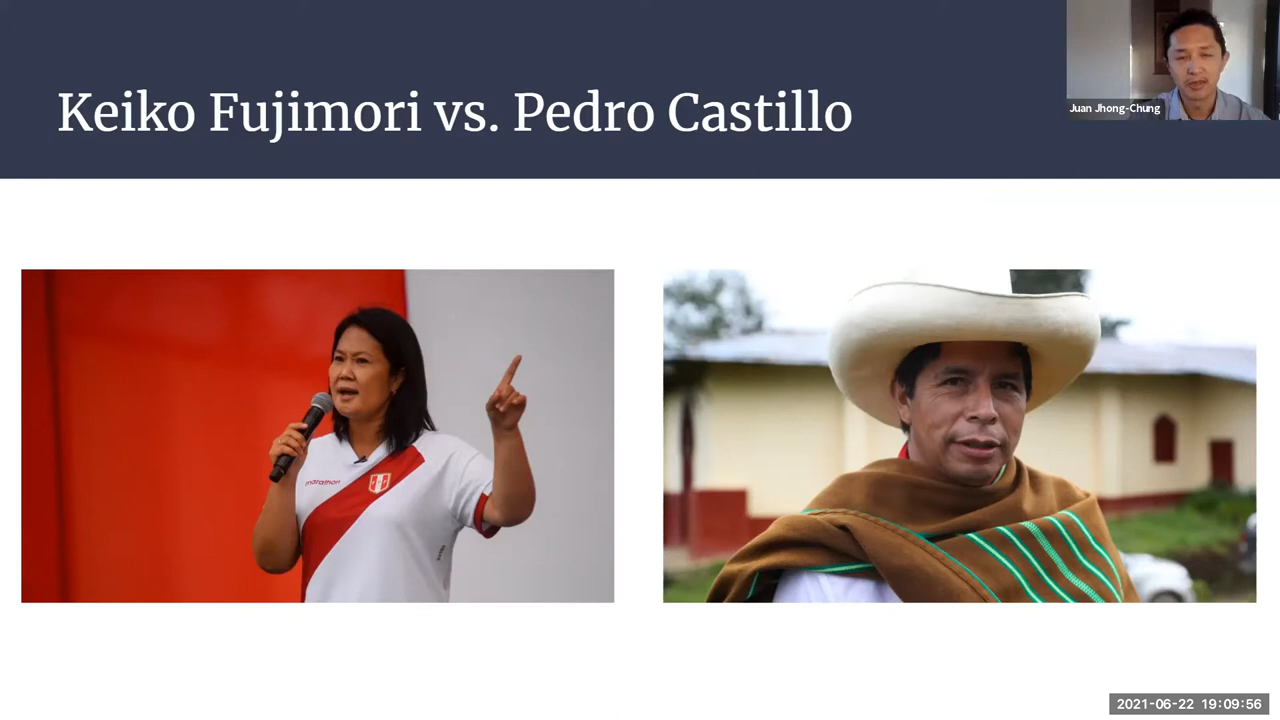 Keiko Fujimori vs. Pedro Castillo
Juan Jhong-Chung
marathon
2021-06-22 19:09:56